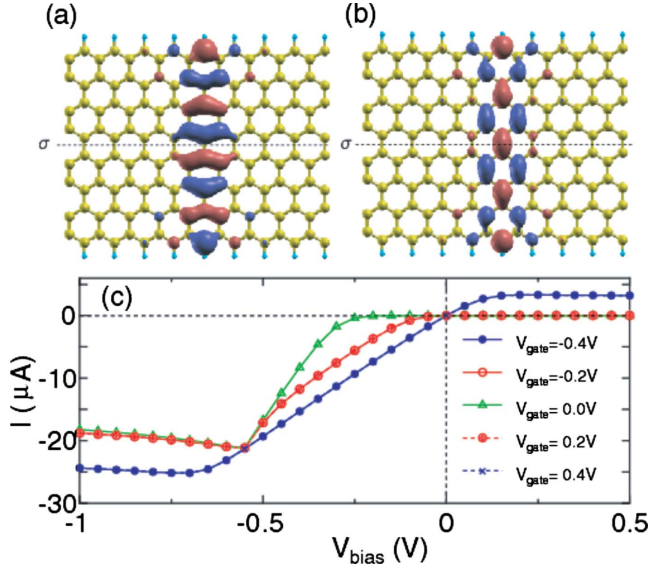 (a)
(b)
σ
σ
(c)
0
-10
-20
-30
I (μA)
V_gate=-0.4V
V_gate=-0.2V
V_gate= 0.0V
V_gate= 0.2V
V_gate= 0.4V
-1
-0.5
0
0.5
V_bias (V)